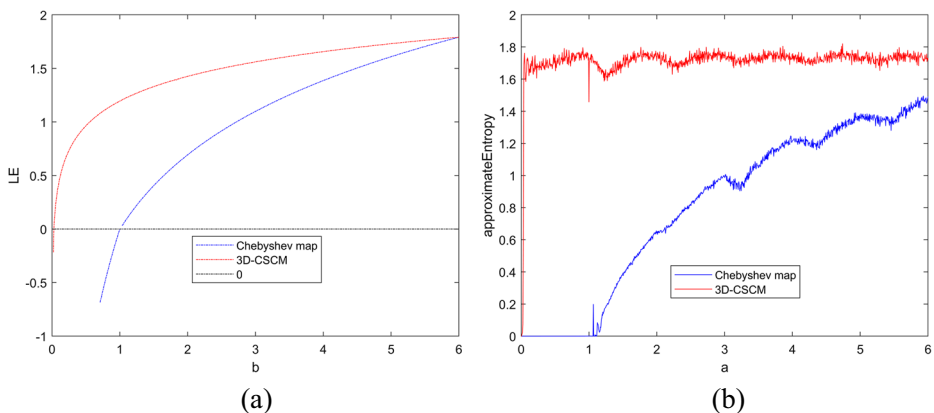 2
1.5
1
0.5
0
-0.5
-1
LE
0 1 2 3 4 5 6
b
Chebyshev map
3D-CSCM
0
(a)
2
1.8
1.6
1.4
1.2
1
0.8
0.6
0.4
0.2
0
approximateEntropy
0 1 2 3 4 5 6
a
Chebyshev map
3D-CSCM
(b)